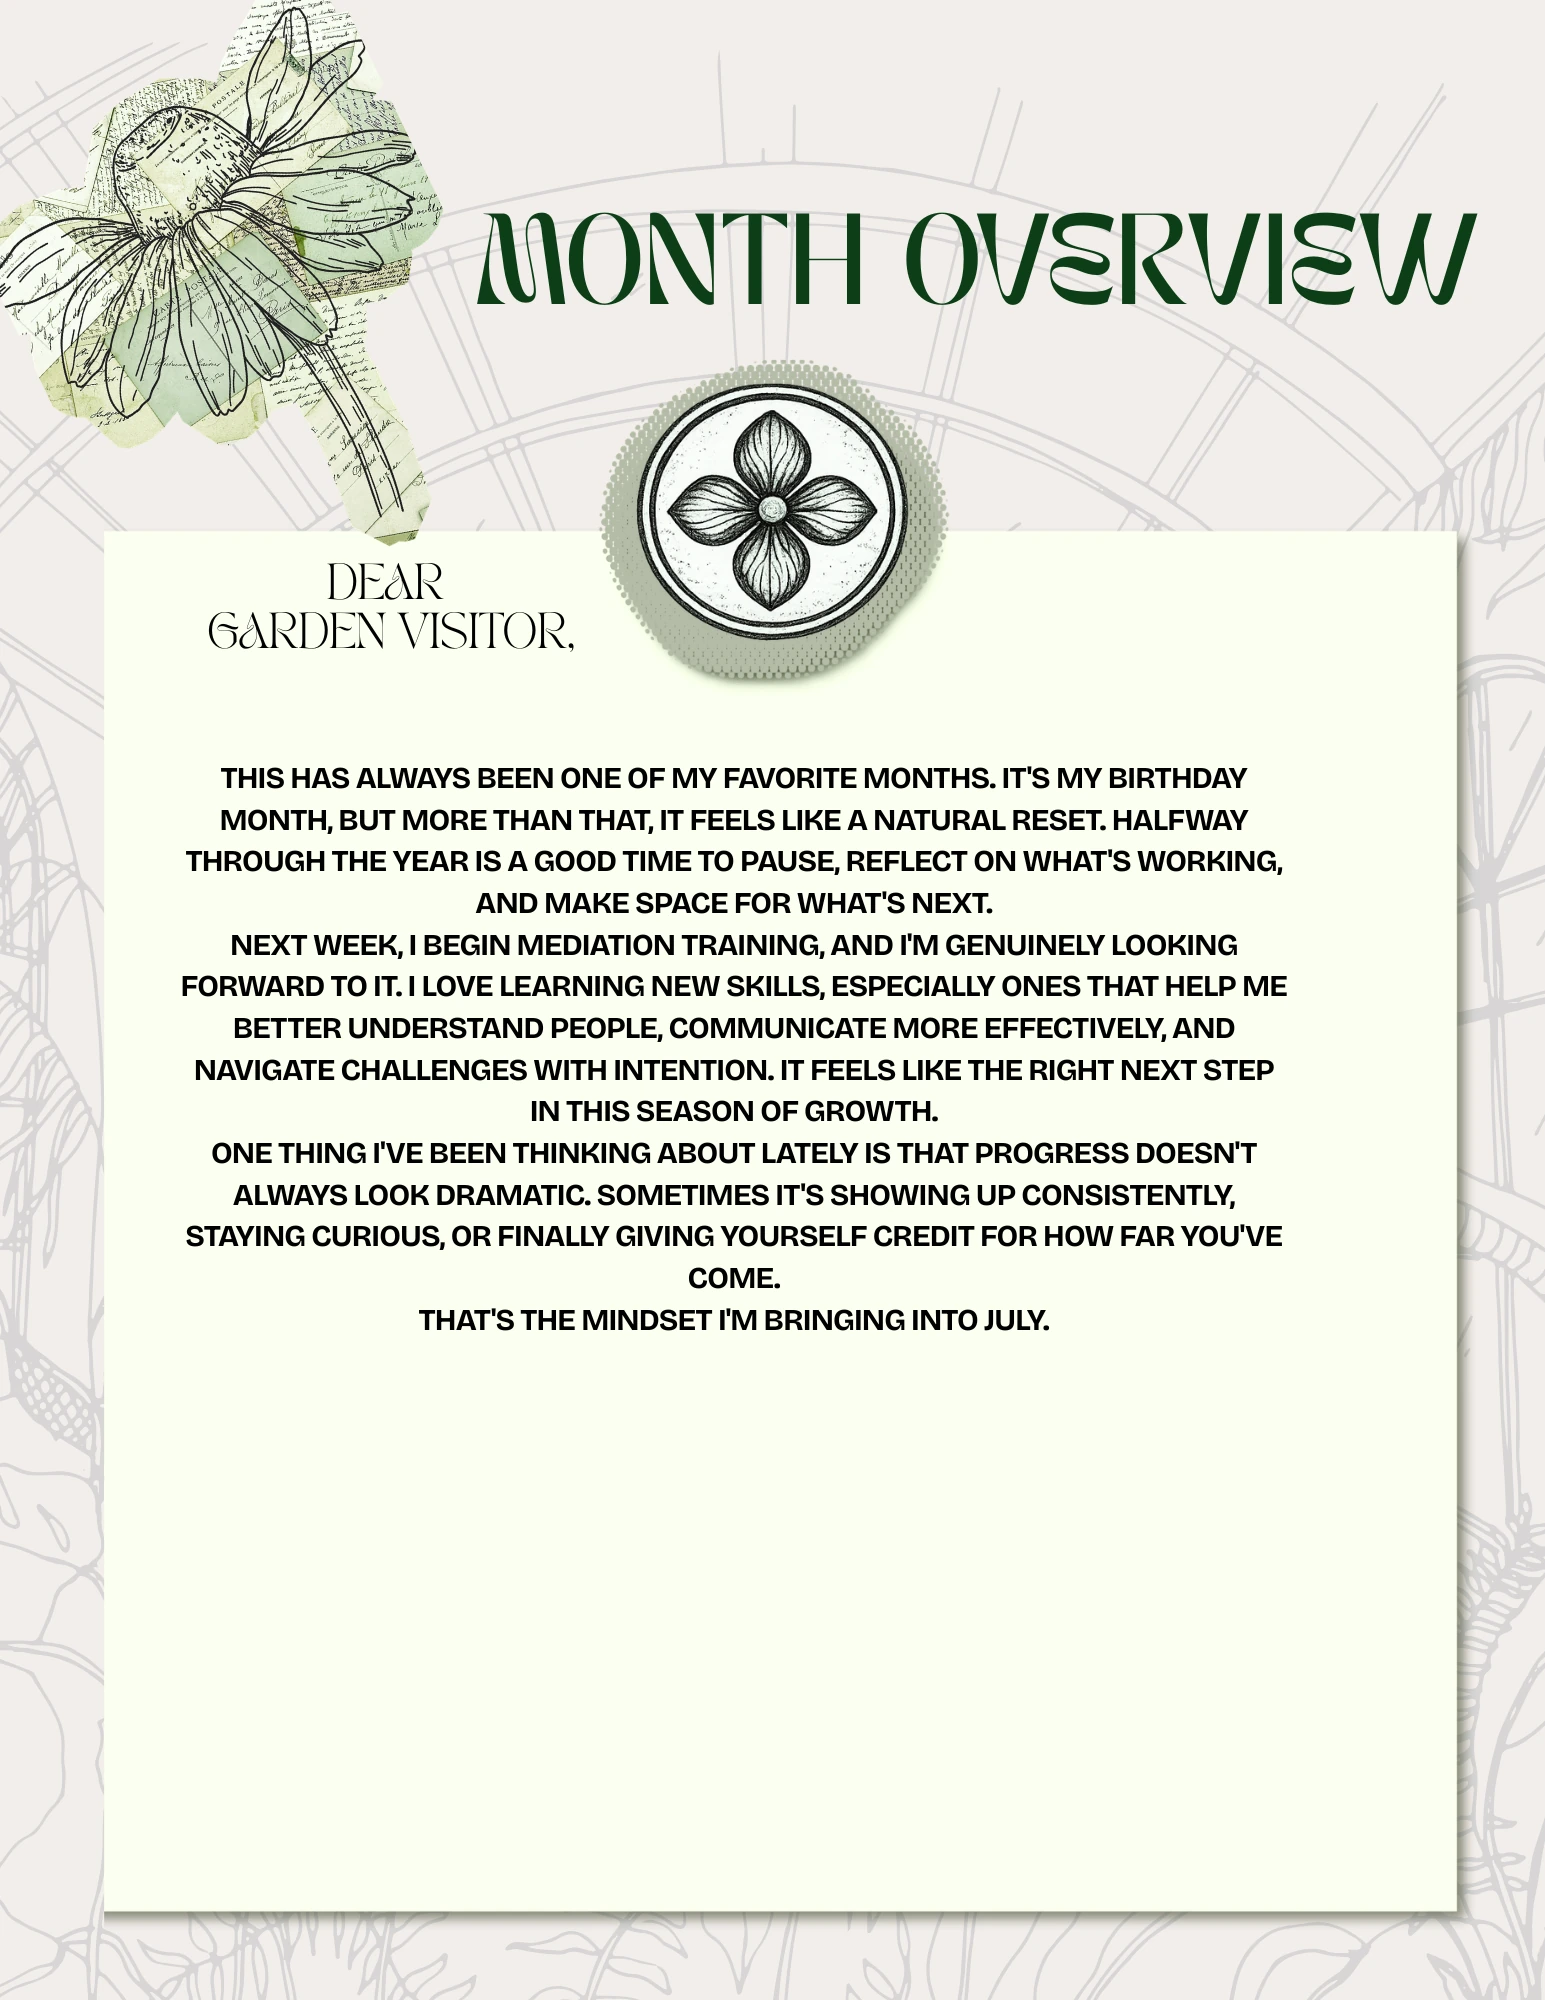 MONTH OVERVIEW
DEAR
GARDEN VISITOR,
THIS HAS ALWAYS BEEN ONE OF MY FAVORITE MONTHS. IT'S MY BIRTHDAY
MONTH, BUT MORE THAN THAT, IT FEELS LIKE A NATURAL RESET. HALFWAY
THROUGH THE YEAR IS A GOOD TIME TO PAUSE, REFLECT ON WHAT'S WORKING,
AND MAKE SPACE FOR WHAT'S NEXT.
NEXT WEEK, I BEGIN MEDIATION TRAINING, AND I'M GENUINELY LOOKING
FORWARD TO IT. I LOVE LEARNING NEW SKILLS, ESPECIALLY ONES THAT HELP ME
BETTER UNDERSTAND PEOPLE, COMMUNICATE MORE EFFECTIVELY, AND
NAVIGATE CHALLENGES WITH INTENTION. IT FEELS LIKE THE RIGHT NEXT STEP
IN THIS SEASON OF GROWTH.
ONE THING I'VE BEEN THINKING ABOUT LATELY IS THAT PROGRESS DOESN'T
ALWAYS LOOK DRAMATIC. SOMETIMES IT'S SHOWING UP CONSISTENTLY,
STAYING CURIOUS, OR FINALLY GIVING YOURSELF CREDIT FOR HOW FAR YOU'VE
COME.
THAT'S THE MINDSET I'M BRINGING INTO JULY.